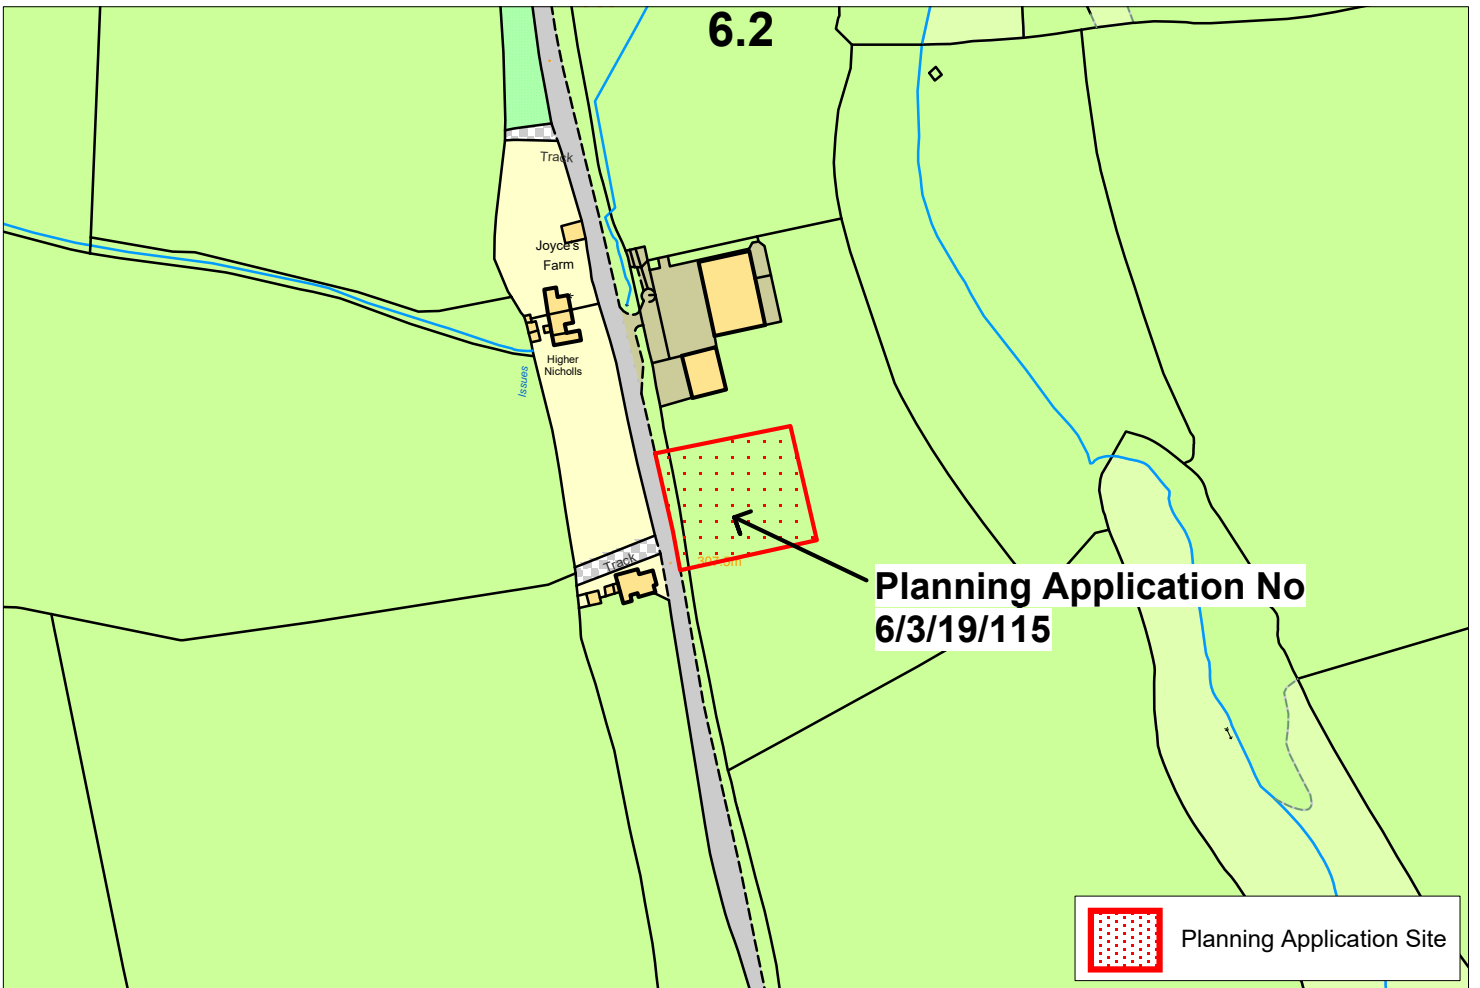 6.2
Track
Joyce's
Farm
Higher
Nicholls
Issues
Track
Planning Application No
6/3/19/115
Planning Application Site